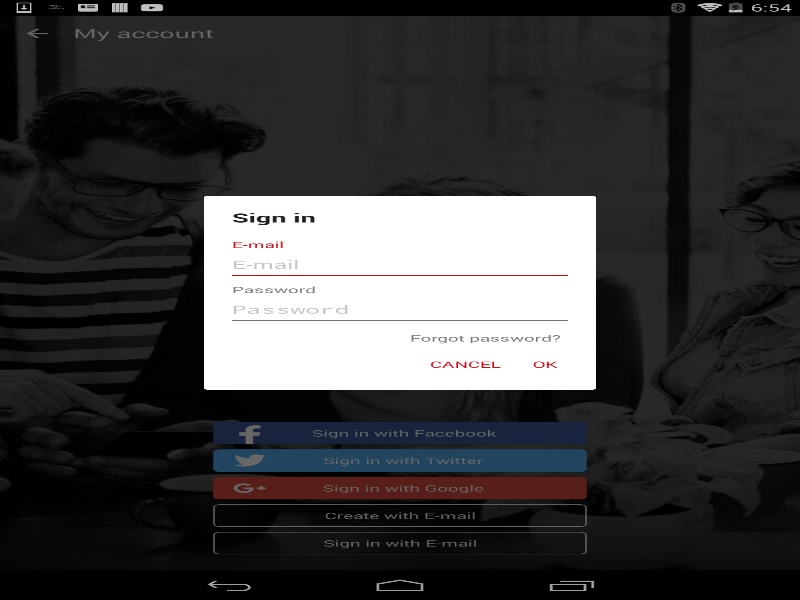 6:54
My account
Sign in
E-mail
E-mail
Password
Password
Forgot password?
CANCEL OK
Sign in with Facebook
Sign in with Twitter
G+ Sign in with Google
Create with E-mail
Sign in with E-mail